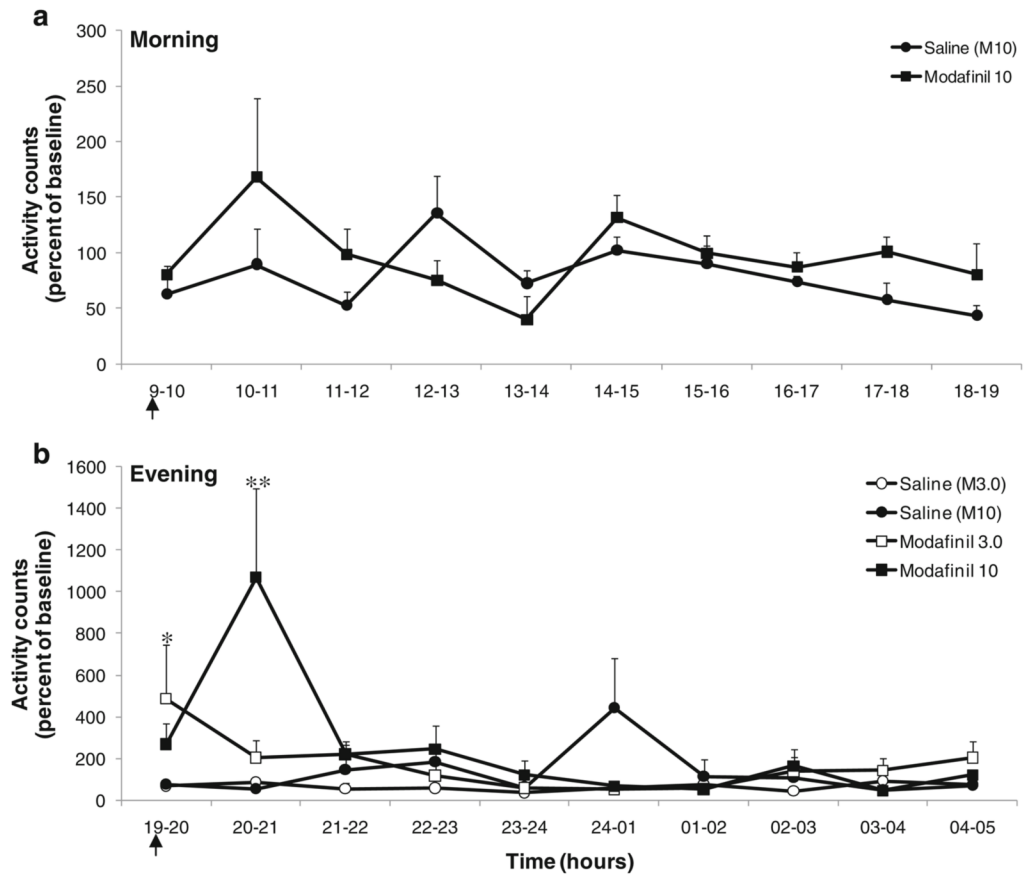 a
Morning
300
250
200
150
100
50
0
Activity counts
(percent of baseline)
Saline (M10)
Modafinil 10
9-10 10-11 11-12 12-13 13-14 14-15 15-16 16-17 17-18 18-19
b
Evening
1600
1400
1200
1000
800
600
400
200
0
Activity counts
(percent of baseline)
*
**
Saline (M3.0)
Saline (M10)
Modafinil 3.0
Modafinil 10
19-20 20-21 21-22 22-23 23-24 24-01 01-02 02-03 03-04 04-05
Time (hours)